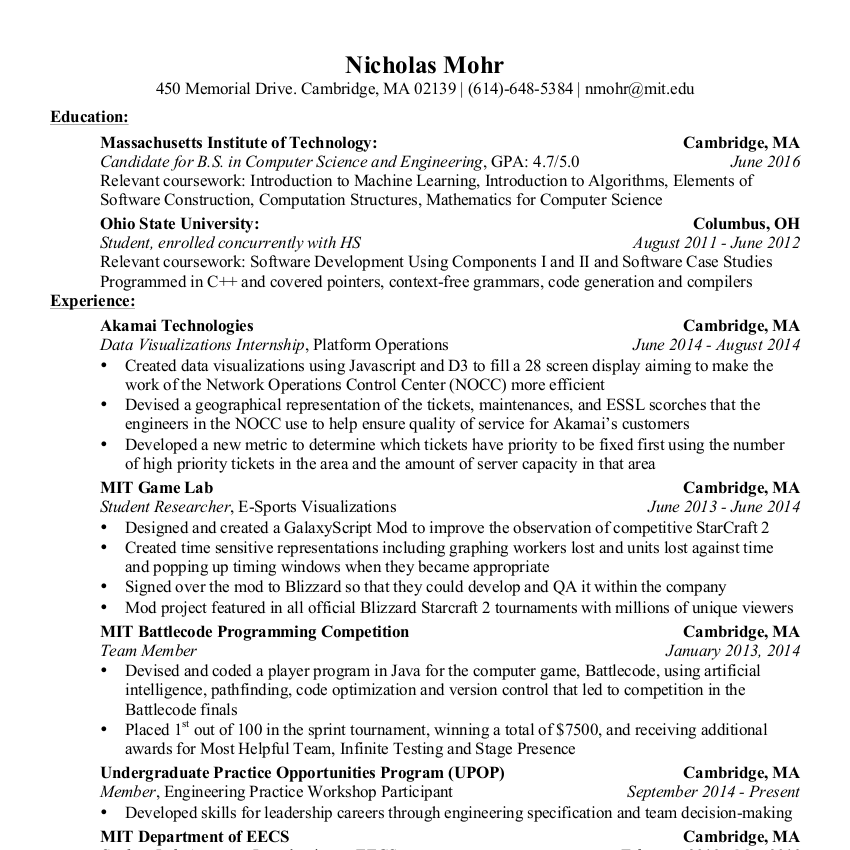 Nicholas Mohr
450 Memorial Drive. Cambridge, MA 02139 | (614)-648-5384 | nmohr@mit.edu
Education:
Massachusetts Institute of Technology: Cambridge, MA
Candidate for B.S. in Computer Science and Engineering, GPA: 4.7/5.0 June 2016
Relevant coursework: Introduction to Machine Learning, Introduction to Algorithms, Elements of
Software Construction, Computation Structures, Mathematics for Computer Science
Ohio State University: Columbus, OH
Student, enrolled concurrently with HS August 2011 - June 2012
Relevant coursework: Software Development Using Components I and II and Software Case Studies
Programmed in C++ and covered pointers, context-free grammars, code generation and compilers
Experience:
Akamai Technologies Cambridge, MA
Data Visualizations Internship, Platform Operations June 2014 - August 2014
• Created data visualizations using Javascript and D3 to fill a 28 screen display aiming to make the
work of the Network Operations Control Center (NOCC) more efficient
• Devised a geographical representation of the tickets, maintenances, and ESSL scorches that the
engineers in the NOCC use to help ensure quality of service for Akamai's customers
• Developed a new metric to determine which tickets have priority to be fixed first using the number
of high priority tickets in the area and the amount of server capacity in that area
MIT Game Lab Cambridge, MA
Student Researcher, E-Sports Visualizations June 2013 - June 2014
• Designed and created a GalaxyScript Mod to improve the observation of competitive StarCraft 2
• Created time sensitive representations including graphing workers lost and units lost against time
and popping up timing windows when they became appropriate
• Signed over the mod to Blizzard so that they could develop and QA it within the company
• Mod project featured in all official Blizzard Starcraft 2 tournaments with millions of unique viewers
MIT Battlecode Programming Competition Cambridge, MA
Team Member January 2013, 2014
• Devised and coded a player program in Java for the computer game, Battlecode, using artificial
intelligence, pathfinding, code optimization and version control that led to competition in the
Battlecode finals
• Placed 1st out of 100 in the sprint tournament, winning a total of $7500, and receiving additional
awards for Most Helpful Team, Infinite Testing and Stage Presence
Undergraduate Practice Opportunities Program (UPOP) Cambridge, MA
Member, Engineering Practice Workshop Participant September 2014 - Present
• Developed skills for leadership careers through engineering specification and team decision-making
MIT Department of EECS Cambridge, MA